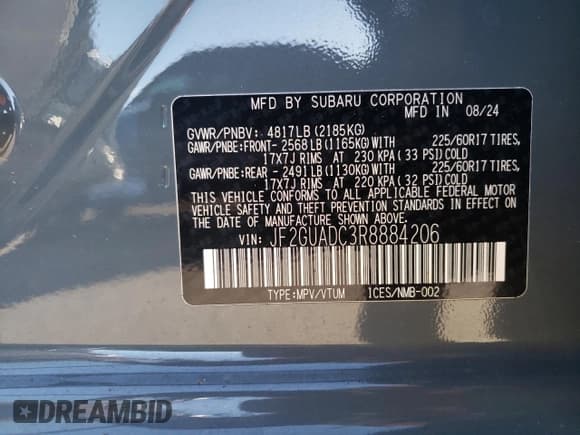 MFD BY SUBARU CORPORATION
MFD IN 08/24
GVWR/PNBV: 4817LB (2185KG)
GAWR/PNBE:FRONT- 2568LB (1165KG) WITH 225/60R17 TIRES,
17X7J RIMS AT 230 KPA (33 PSI) COLD
GAWR/PNBE:REAR - 2491LB (1130KG) WITH 225/60R17 TIRES,
17X7J RIMS AT 220 KPA (32 PSI) COLD
THIS VEHICLE CONFORMS TO ALL APPLICABLE FEDERAL MOTOR
VEHICLE SAFETY AND THEFT PREVENTION STANDARDS IN EFFECT ON
THE DATE OF MANUFACTURE SHOWN ABOVE.
VIN: JF2GUADC3R8884206
TYPE:MPV/VTUM ICES/NMB-002
DREAMBID